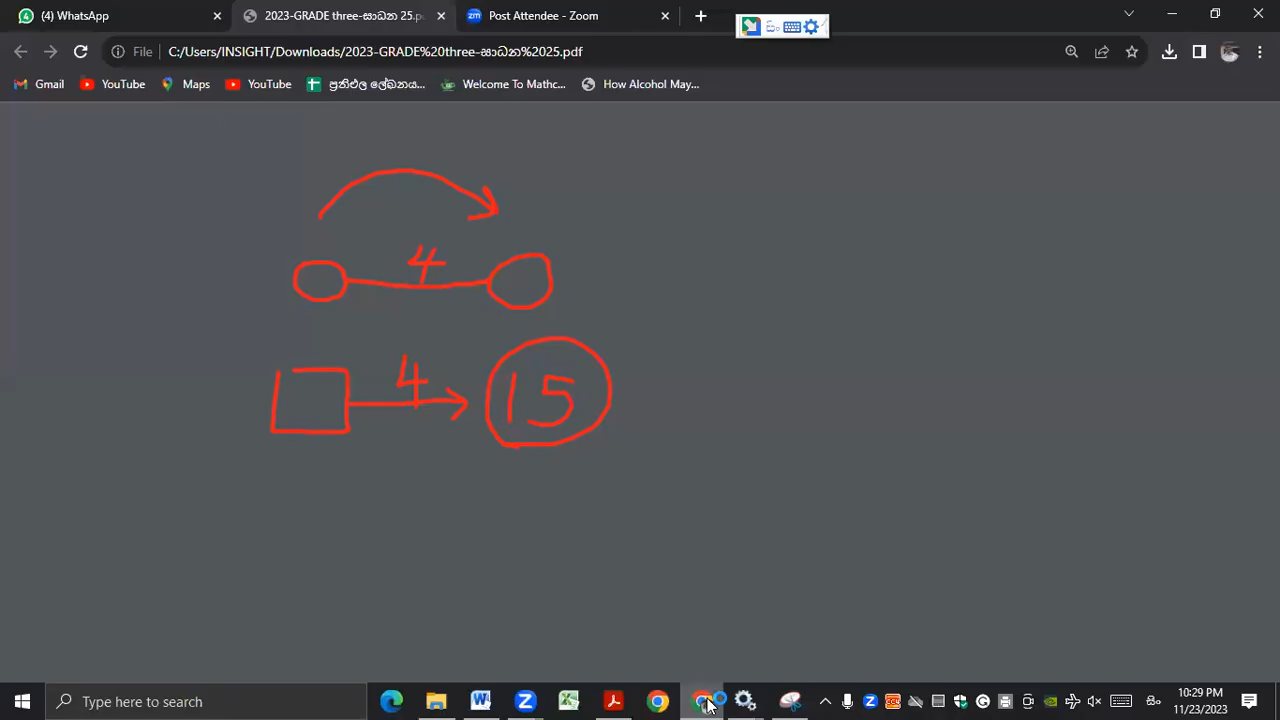 (4) WhatsApp
2023-GRADE three-ආාධන 25.pdf
Post Attendee - Zoom
සිං
File
C:/Users/INSIGHT/Downloads/2023-GRADE%20three-ආාධන%2025.pdf
Gmail
YouTube
Maps
YouTube
ප්‍රතිඵල ලේඛනය...
Welcome To Mathc...
How Alcohol May...
4
4
15
Type here to search
6:29 PM
11/23/2023